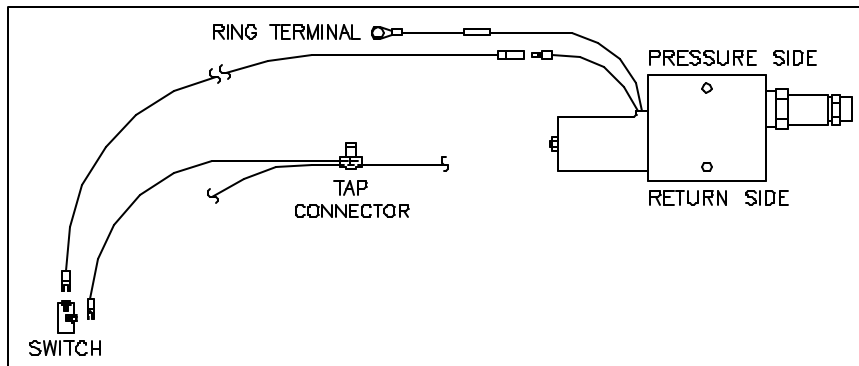 RING TERMINAL
PRESSURE SIDE
TAP
CONNECTOR
RETURN SIDE
SWITCH